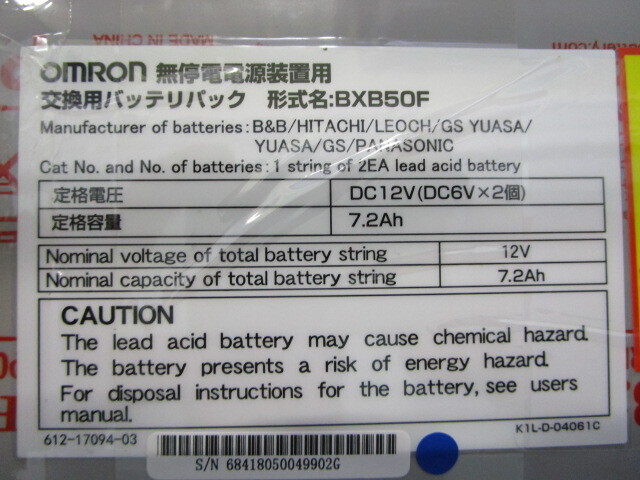 MADE IN CHINA
OMRON 無停電電源装置用
交換用バッテリパック 形式名:BXB50F
Manufacturer of batteries: B&B/HITACHI/LEOCH/GS YUASA/
YUASA/GS/PANASONIC
Cat No. and No. of batteries: 1 string of 2EA lead acid battery
定格電圧 DC12V(DC6V×2個)
定格容量 7.2Ah
Nominal voltage of total battery string 12V
Nominal capacity of total battery string 7.2Ah
CAUTION
The lead acid battery may cause chemical hazard.
The battery presents a risk of energy hazard.
For disposal instructions for the battery, see users
manual.
612-17094-03 K1L-D-04061C
S/N 68418050049902G